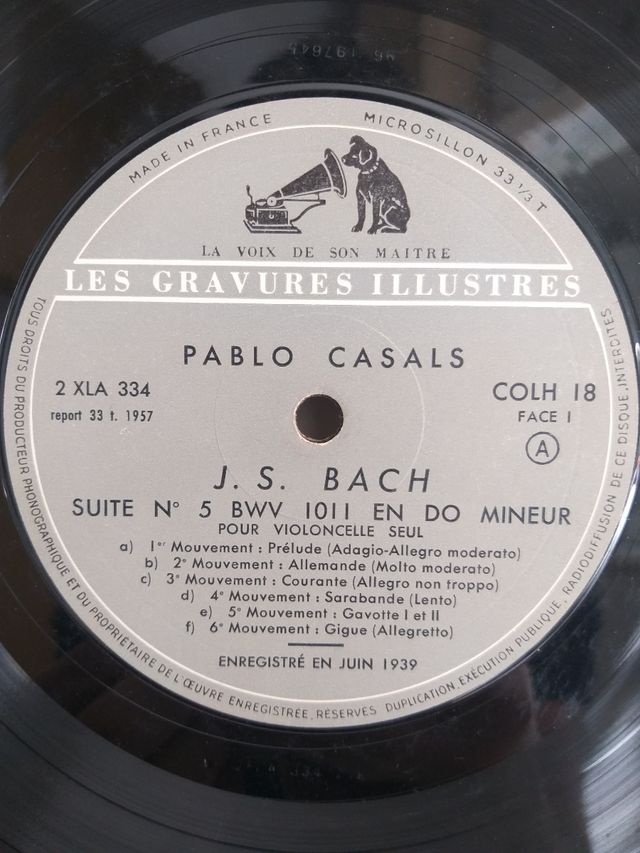 MADE IN FRANCE
MICROSILLON 33 1/3 T
LA VOIX DE SON MAITRE
LES GRAVURES ILLUSTRES
PABLO CASALS
2 XLA 334
report 33 t. 1957
COLH 18
FACE 1
A
J. S. BACH
SUITE N° 5 BWV 1011 EN DO MINEUR
POUR VIOLONCELLE SEUL
a) 1er Mouvement : Prélude (Adagio-Allegro moderato)
b) 2e Mouvement : Allemande (Molto moderato)
c) 3e Mouvement : Courante (Allegro non troppo)
d) 4e Mouvement : Sarabande (Lento)
e) 5e Mouvement : Gavotte I et II
f) 6e Mouvement : Gigue (Allegretto)
ENREGISTRÉ EN JUIN 1939
TOUS DROITS DU PRODUCTEUR PHONOGRAPHIQUE ET DU PROPRIÉTAIRE DE L'ŒUVRE ENREGISTRÉE, RÉSERVÉS DUPLICATION, EXÉCUTION PUBLIQUE, RADIODIFFUSION DE CE DISQUE, INTERDITES